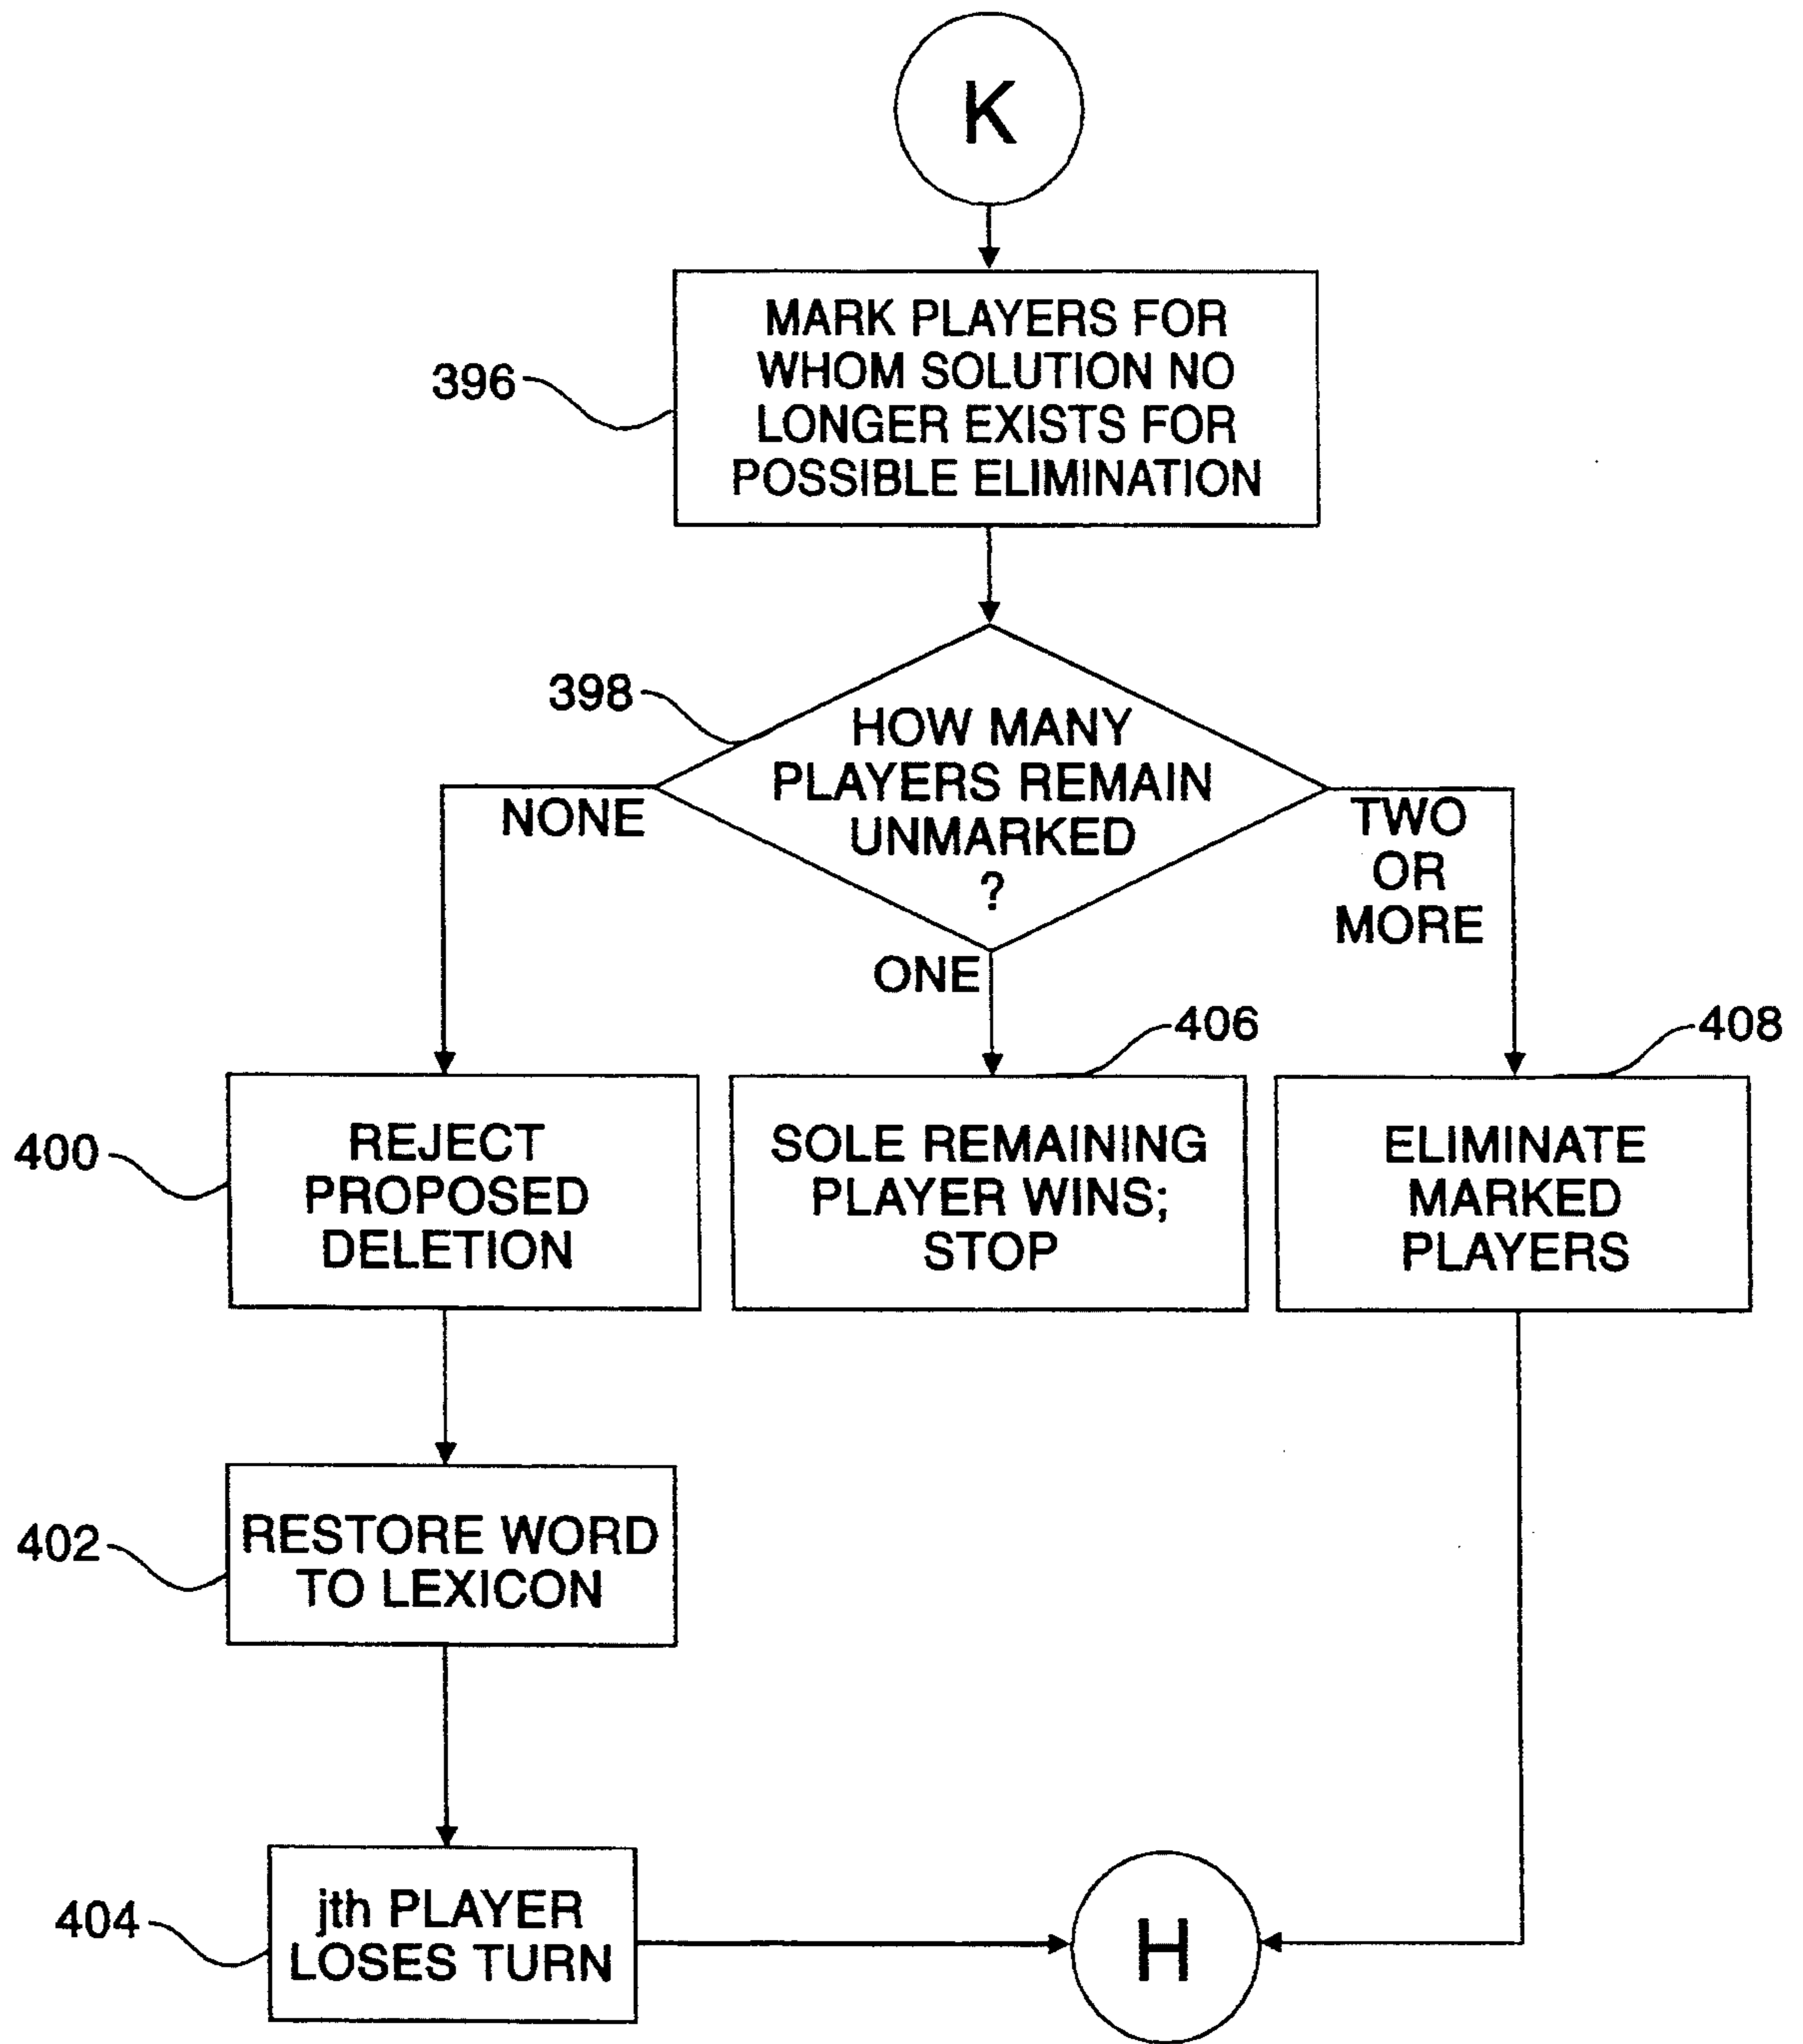 K
MARK PLAYERS FOR
WHOM SOLUTION NO
LONGER EXISTS FOR
POSSIBLE ELIMINATION
396
398
HOW MANY
PLAYERS REMAIN
UNMARKED
?
NONE
ONE
TWO
OR
MORE
400
REJECT
PROPOSED
DELETION
406
SOLE REMAINING
PLAYER WINS;
STOP
408
ELIMINATE
MARKED
PLAYERS
402
RESTORE WORD
TO LEXICON
404
jth PLAYER
LOSES TURN
H